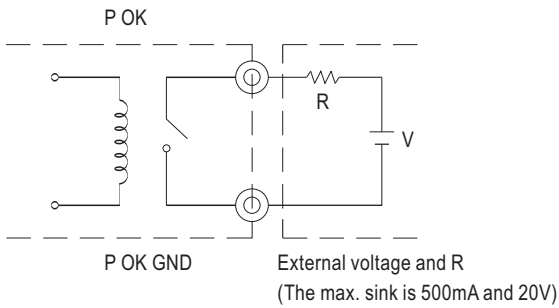 P OK
R
V
P OK GND
External voltage and R
(The max. sink is 500mA and 20V)